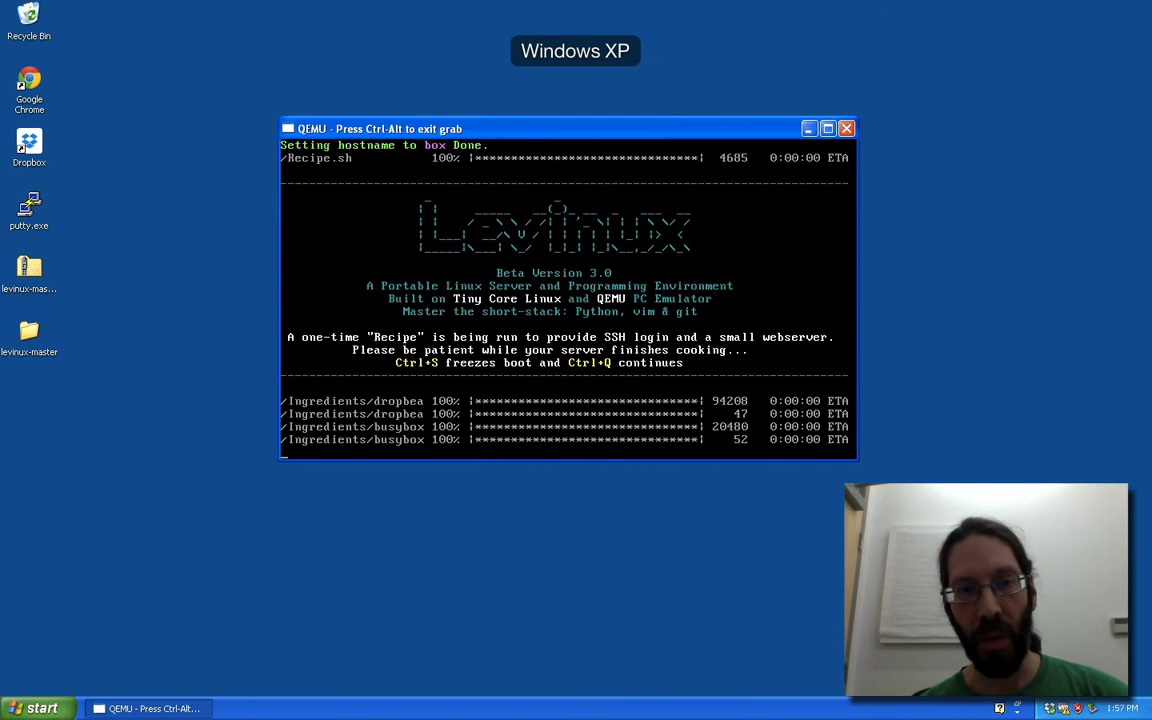 Recycle Bin
Google
Chrome
Dropbox
putty.exe
levinux-mas...
levinux-master
Windows XP
QEMU - Press Ctrl-Alt to exit grab
Setting hostname to box Done.
/Recipe.sh 100% |*******************************| 4685 0:00:00 ETA
Levinux
Beta Version 3.0
A Portable Linux Server and Programming Environment
Built on Tiny Core Linux and QEMU PC Emulator
Master the short-stack: Python, vim & git
A one-time "Recipe" is being run to provide SSH login and a small webserver.
Please be patient while your server finishes cooking...
Ctrl+S freezes boot and Ctrl+Q continues
/Ingredients/dropbea 100% |*******************************| 94208 0:00:00 ETA
/Ingredients/dropbea 100% |*******************************| 47 0:00:00 ETA
/Ingredients/busybox 100% |*******************************| 20480 0:00:00 ETA
/Ingredients/busybox 100% |*******************************| 52 0:00:00 ETA
start
QEMU - Press Ctrl-Alt...
1:57 PM